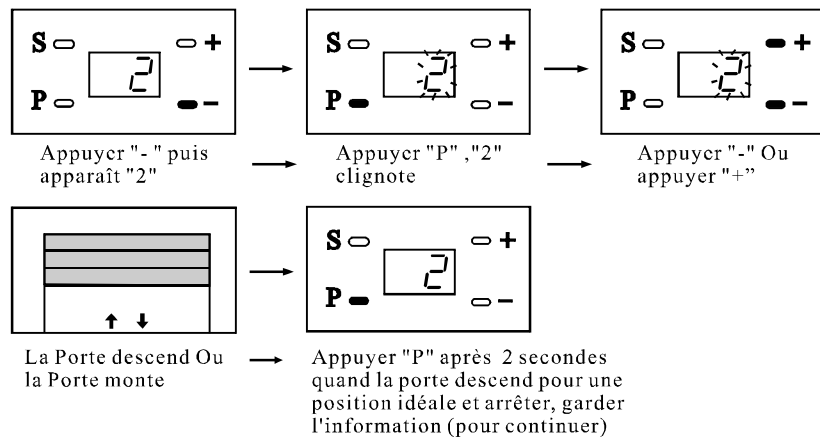 S + 2 P -
S + 2 P -
S + 2 P -
Appuyer "-" puis
apparaît "2"
Appuyer "P" ,"2"
clignote
Appuyer "-" Ou
appuyer "+"
S + 2 P -
La Porte descend Ou
la Porte monte
Appuyer "P" après 2 secondes
quand la porte descend pour une
position idéale et arrêter, garder
l'information (pour continuer)